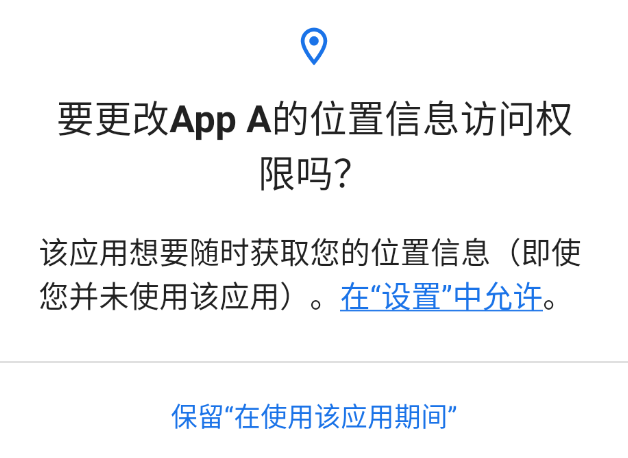 要更改App A的位置信息访问权
限吗？
该应用想要随时获取您的位置信息（即使
您并未使用该应用）。在“设置”中允许。
保留“在使用该应用期间”